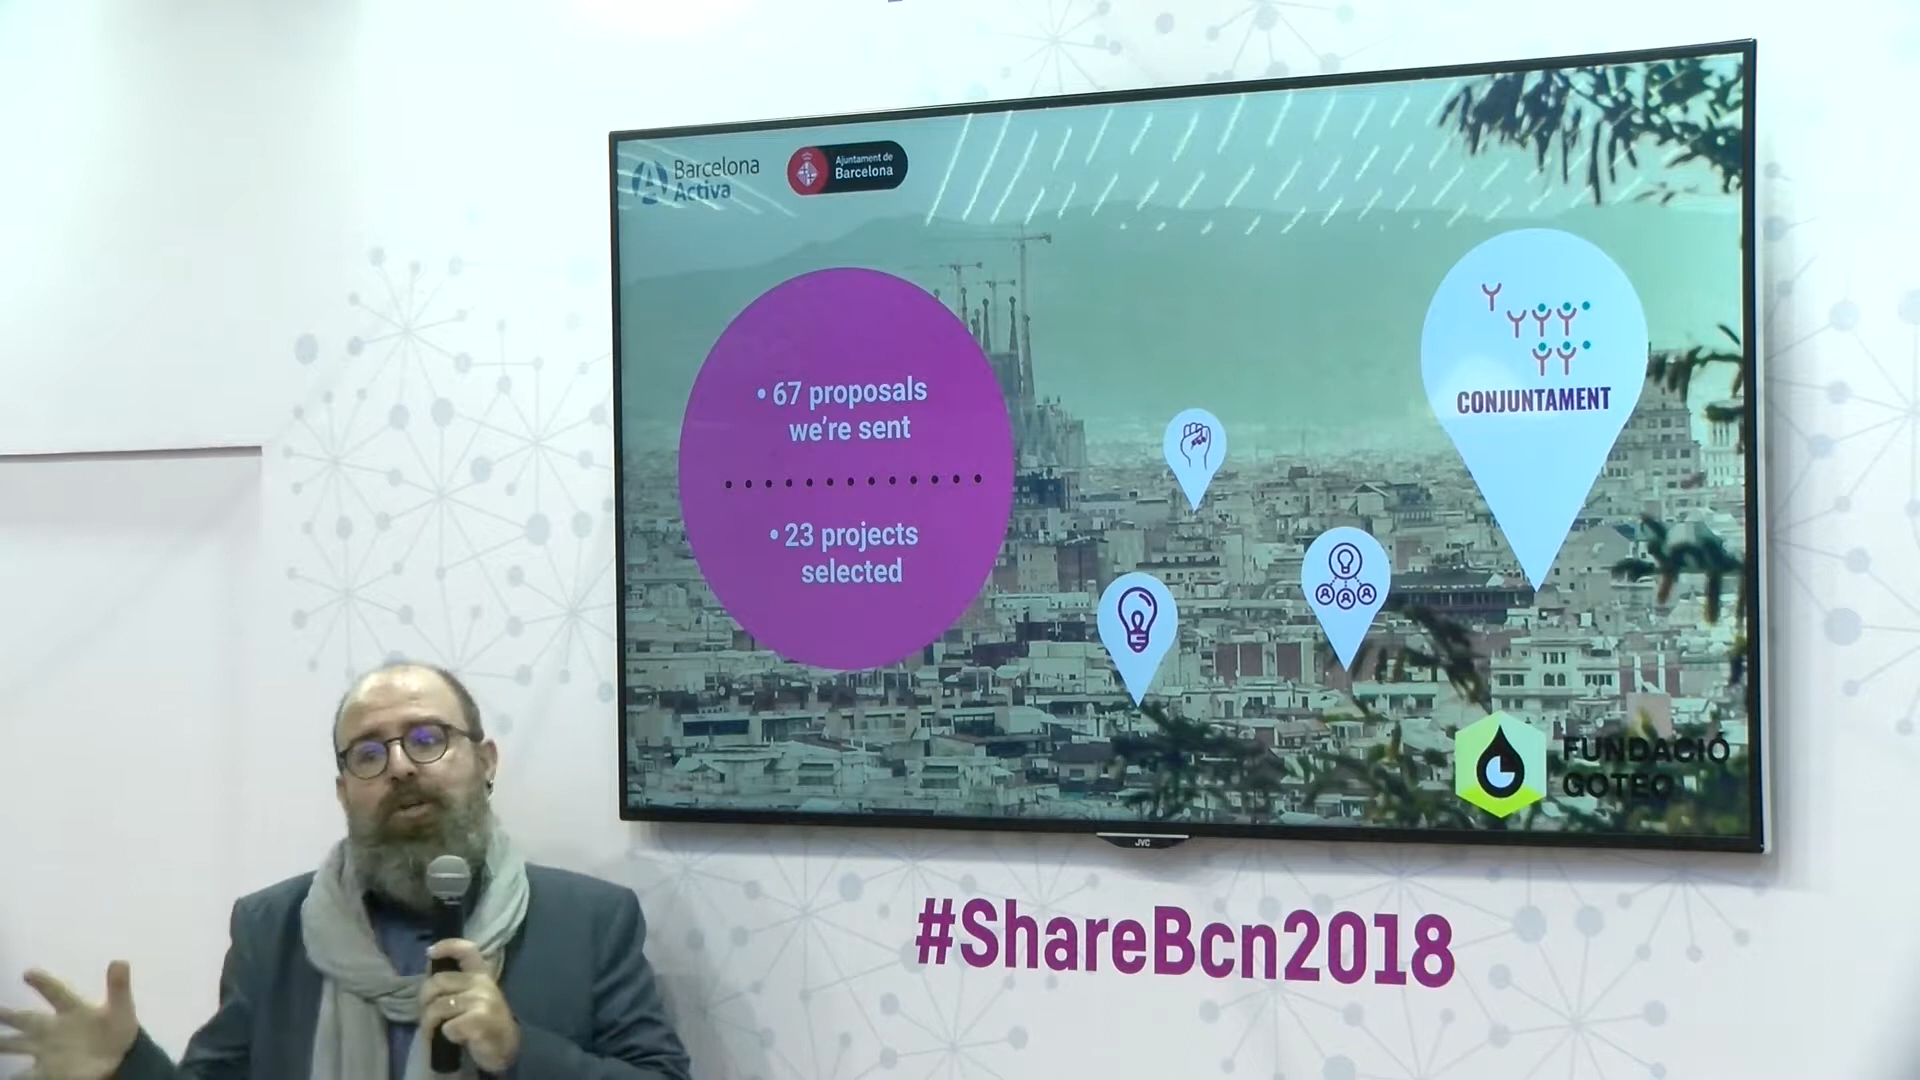 Barcelona
Activa
Ajuntament de
Barcelona
• 67 proposals
we’re sent
• 23 projects
selected
CONJUNTAMENT
FUNDACIÓ
GOTEO
JVC
#ShareBcn2018